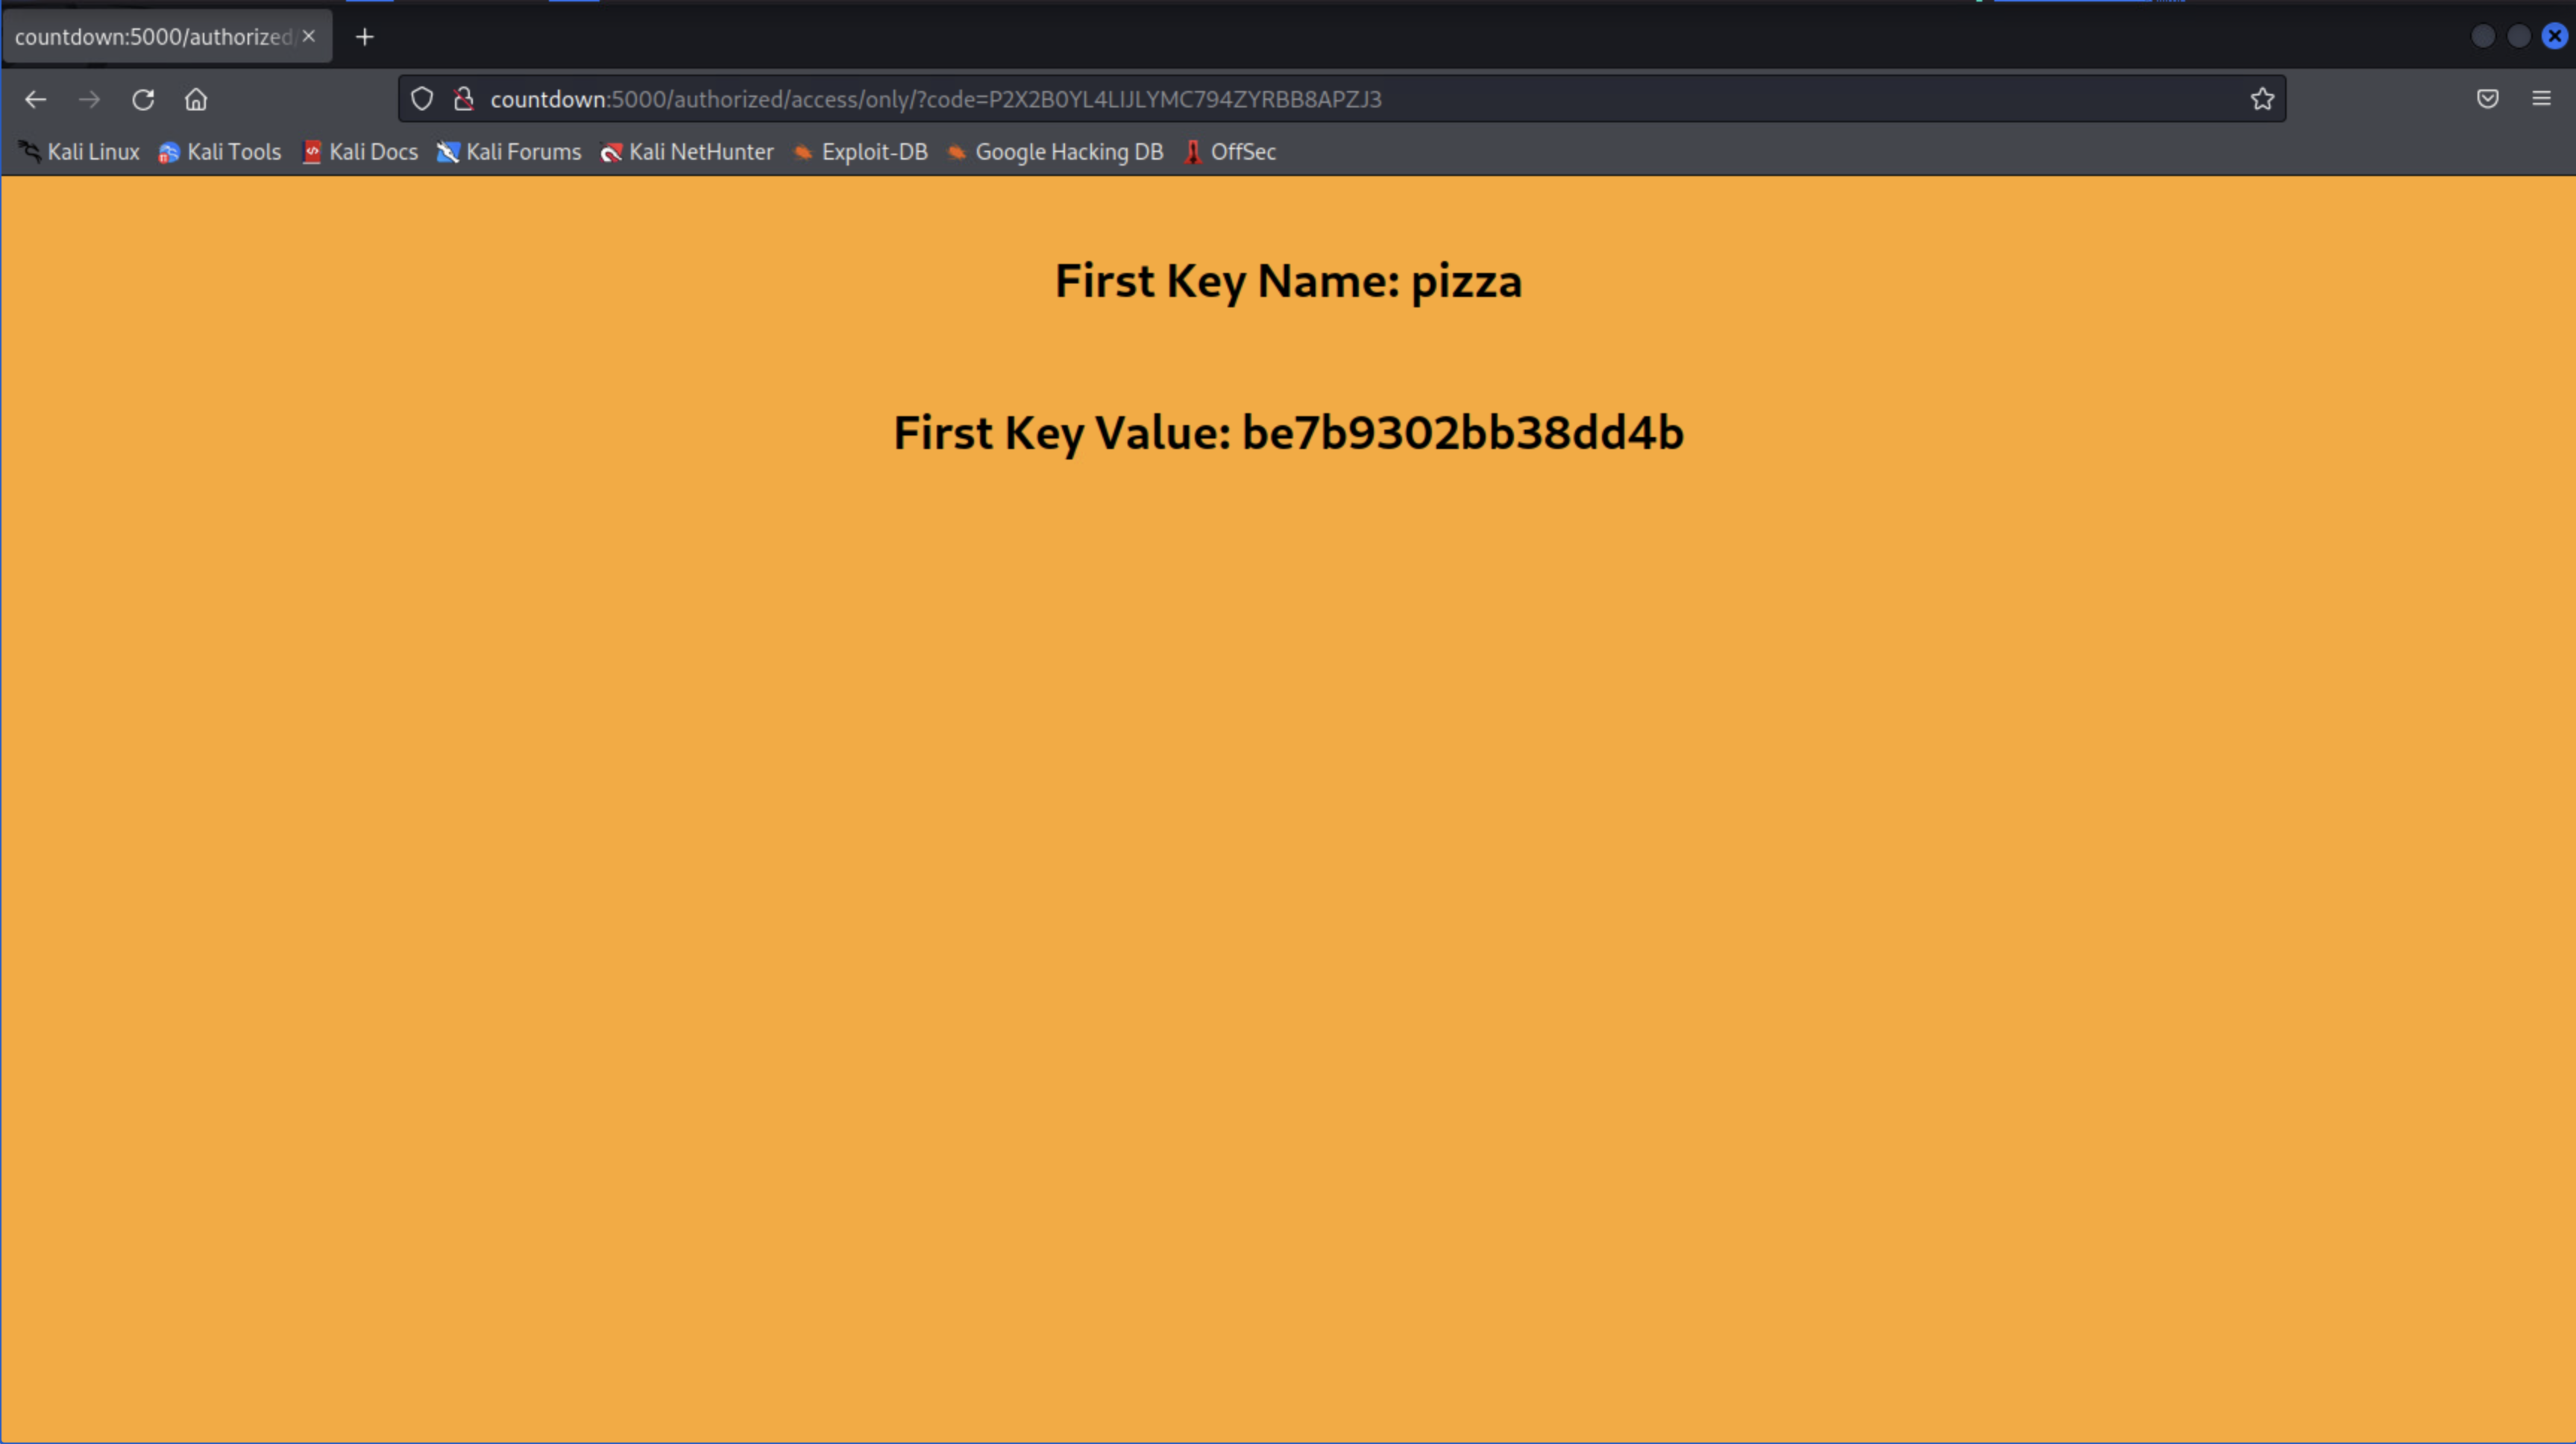 countdown:5000/authorized/
countdown:5000/authorized/access/only/?code=P2X2B0YL4LIJLYMC794ZYRBB8APZJ3
Kali Linux Kali Tools Kali Docs Kali Forums Kali NetHunter Exploit-DB Google Hacking DB OffSec
First Key Name: pizza
First Key Value: be7b9302bb38dd4b